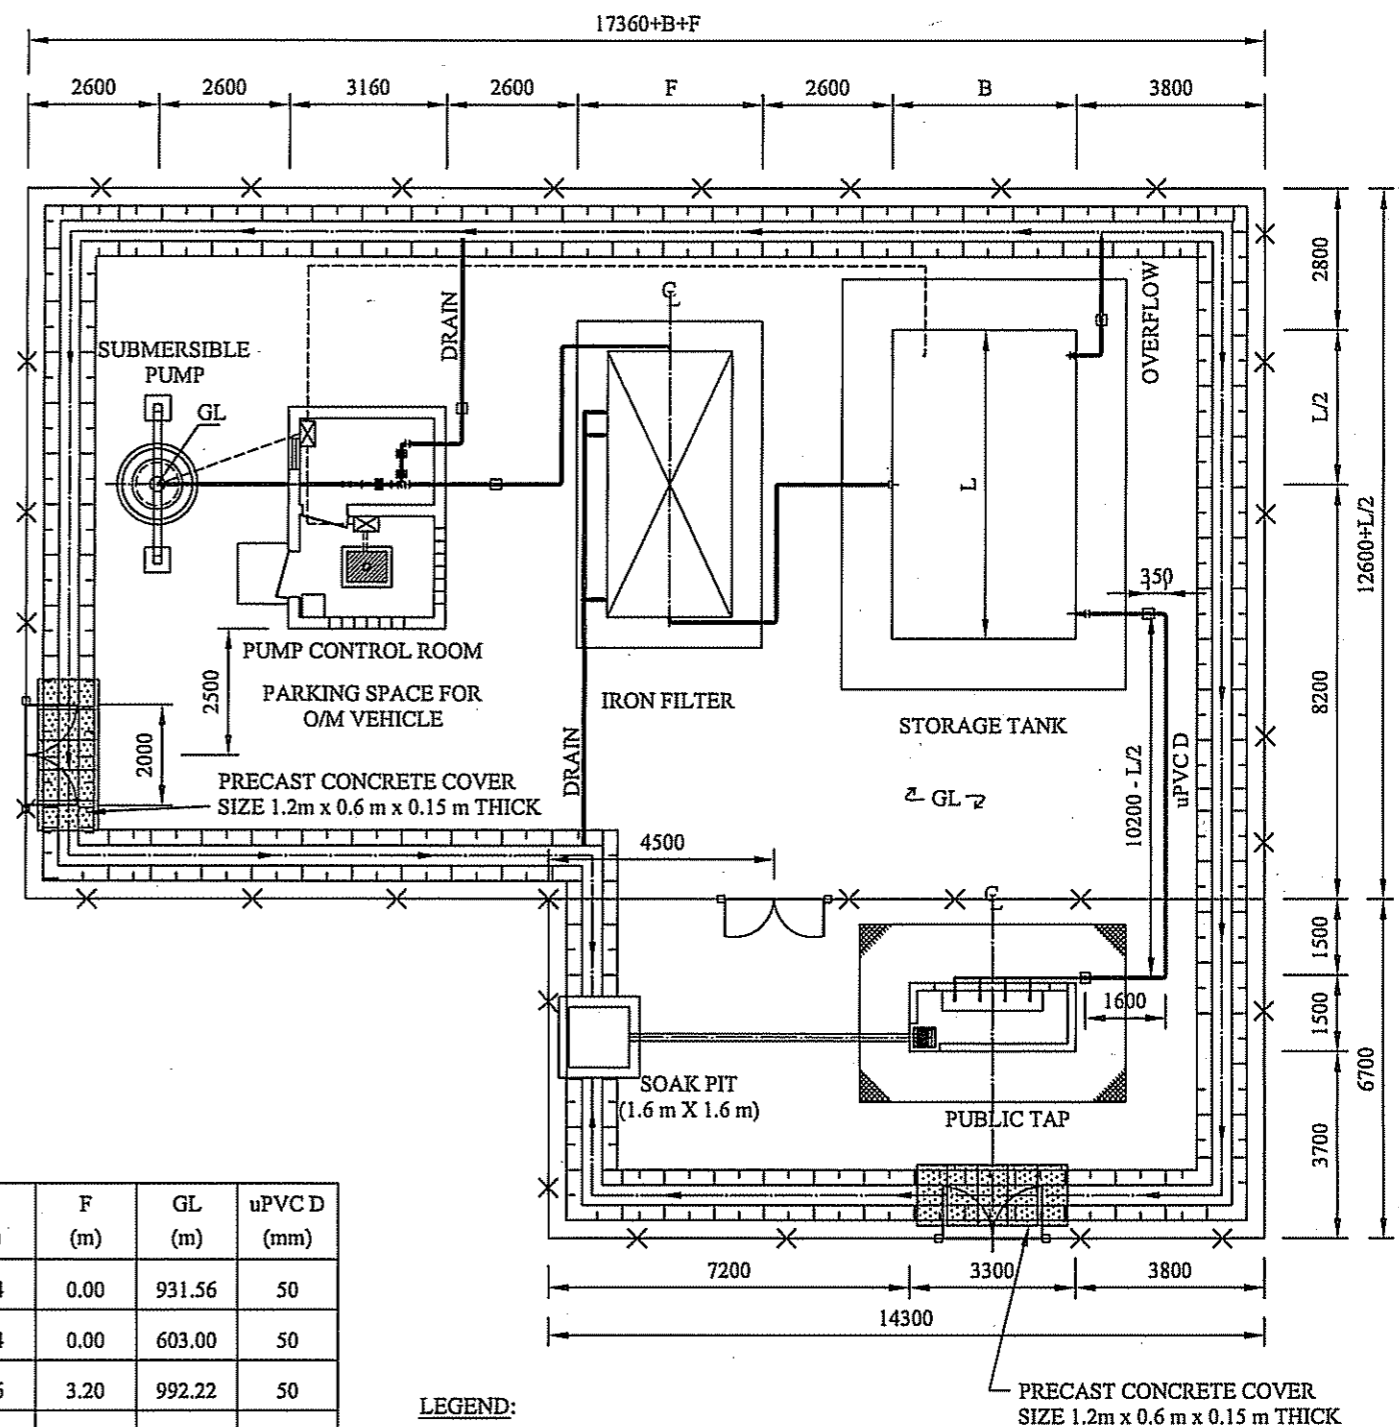 17360+B+F
2600 2600 3160 2600 F 2600 B 3800
2800
L/2
8200
12600+L/2
1500
1500
3700
6700
DRAIN
OVERFLOW
SUBMERSIBLE
PUMP
GL
C
L
L
350
PUMP CONTROL ROOM
2500
PARKING SPACE FOR
O/M VEHICLE
IRON FILTER
STORAGE TANK
2000
DRAIN
PRECAST CONCRETE COVER
SIZE 1.2m x 0.6 m x 0.15 m THICK
GL
10200 - L/2
uPVC D
4500
C
L
1600
SOAK PIT
(1.6 m X 1.6 m)
PUBLIC TAP
7200 3300 3800
14300
PRECAST CONCRETE COVER
SIZE 1.2m x 0.6 m x 0.15 m THICK
F GL uPVC D
(m) (m) (mm)
0.00 931.56 50
0.00 603.00 50
3.20 992.22 50
LEGEND: